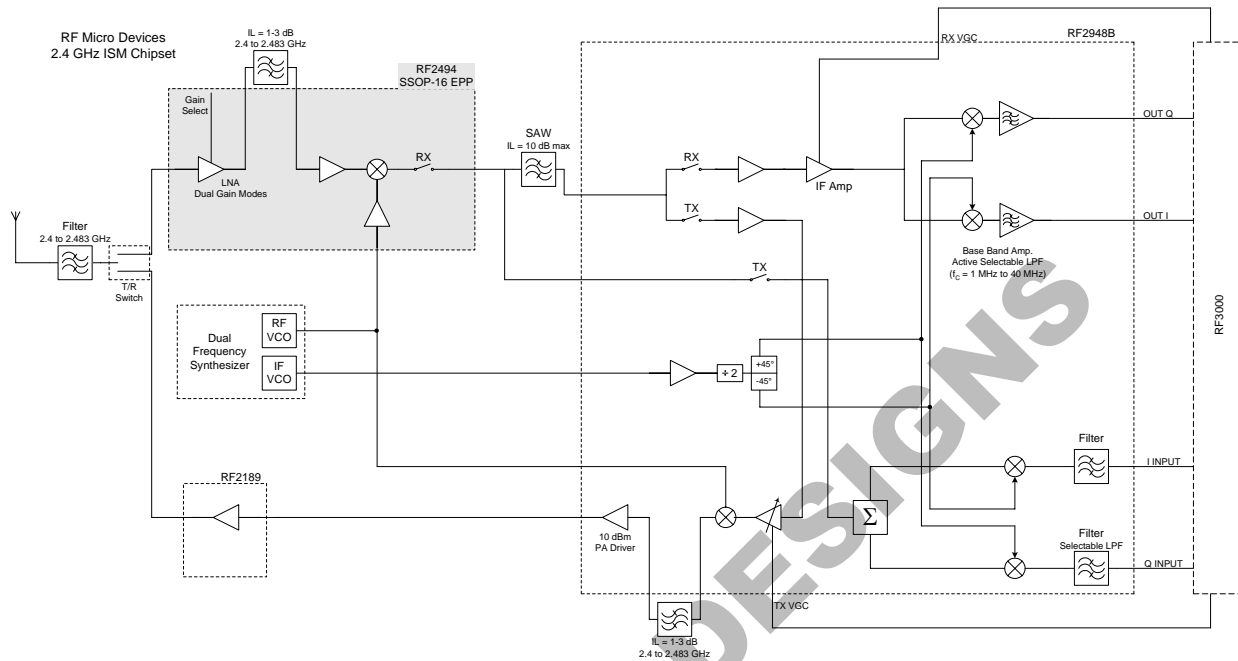 RF Micro Devices
2.4 GHz ISM Chipset
IL = 1-3 dB
2.4 to 2.483 GHz
RF2494
SSOP-16 EPP
Gain
Select
LNA
Dual Gain Modes
RX
SAW
IL = 10 dB max
RF2948B
RX VGC
RX
IF Amp
TX
OUT Q
OUT I
Base Band Amp.
Active Selectable LPF
(fC = 1 MHz to 40 MHz)
Filter
2.4 to 2.483 GHz
T/R
Switch
TX
Dual
Frequency
Synthesizer
RF
VCO
IF
VCO
÷ 2
+45°
-45°
RF3000
RF2189
10 dBm
PA Driver
Σ
Filter
I INPUT
Filter
Selectable LPF
Q INPUT
TX VGC
IL = 1-3 dB
2.4 to 2.483 GHz
DESIGNS